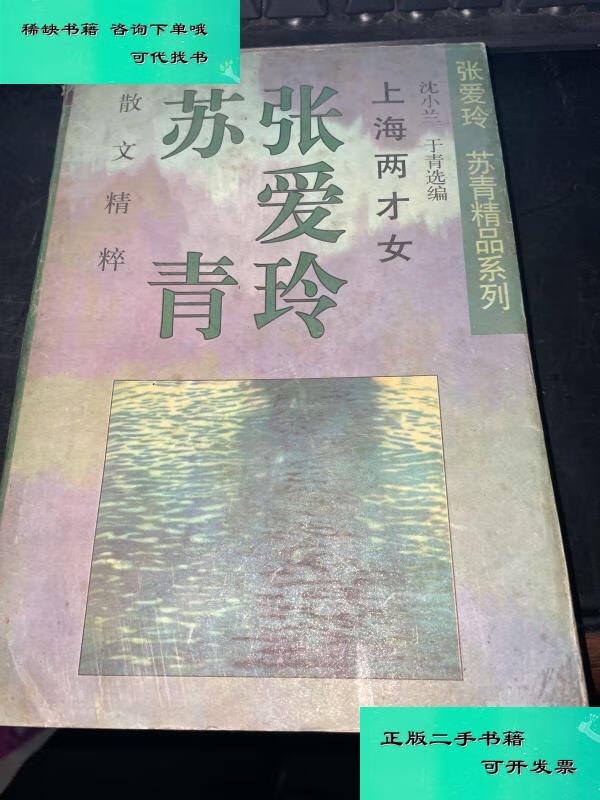 稀缺书籍 咨询下单哦
可代找书
张爱玲 苏青精品系列
沈小兰 于青选编
上海两才女
张爱玲
苏青
散文精粹
正版二手书籍
可开发票